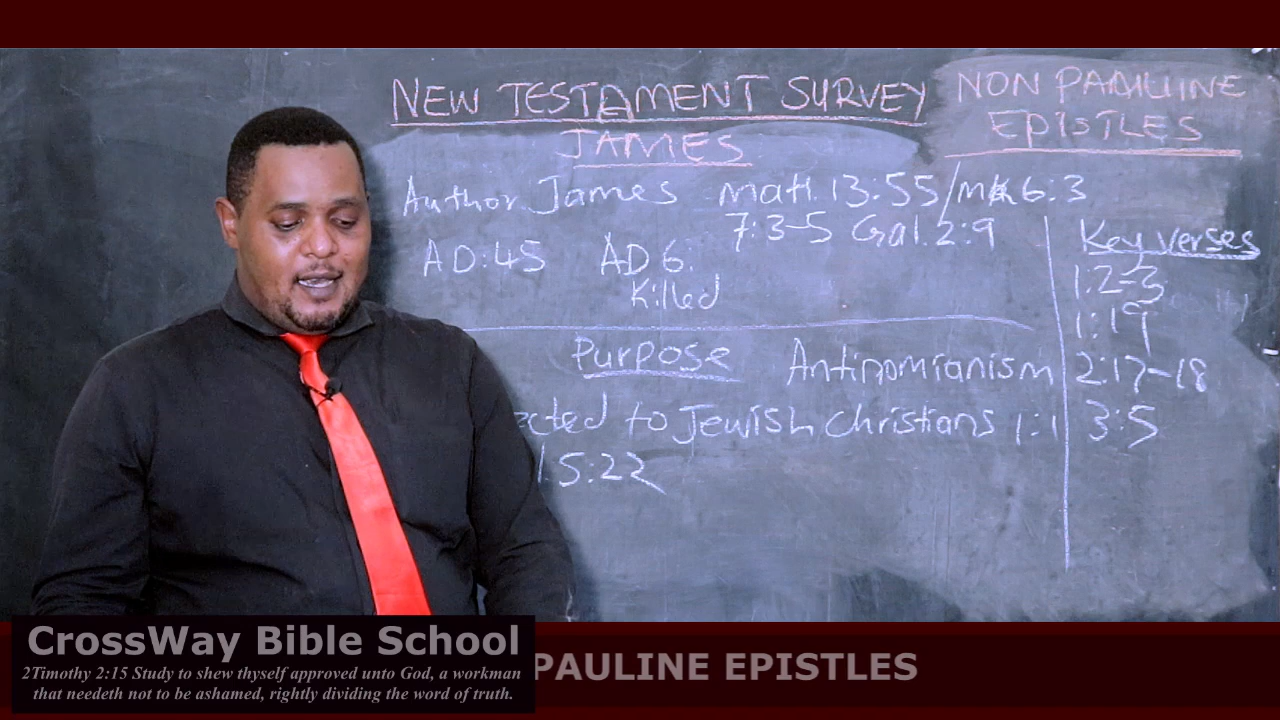 NEW TESTAMENT SURVEY
JAMES
NON PAULINE
EPISTLES
Author James matt. 13:55/mk 6:3
7:3-5 Gal. 2:9
AD:45 AD 6:
Killed
Key verses
1:2-3
1:19
2:17-18
3:5
Purpose Antinomianism
ected to Jewish Christians 1:1
5:22
CrossWay Bible School
2Timothy 2:15 Study to shew thyself approved unto God, a workman
that needeth not to be ashamed, rightly dividing the word of truth.
PAULINE EPISTLES